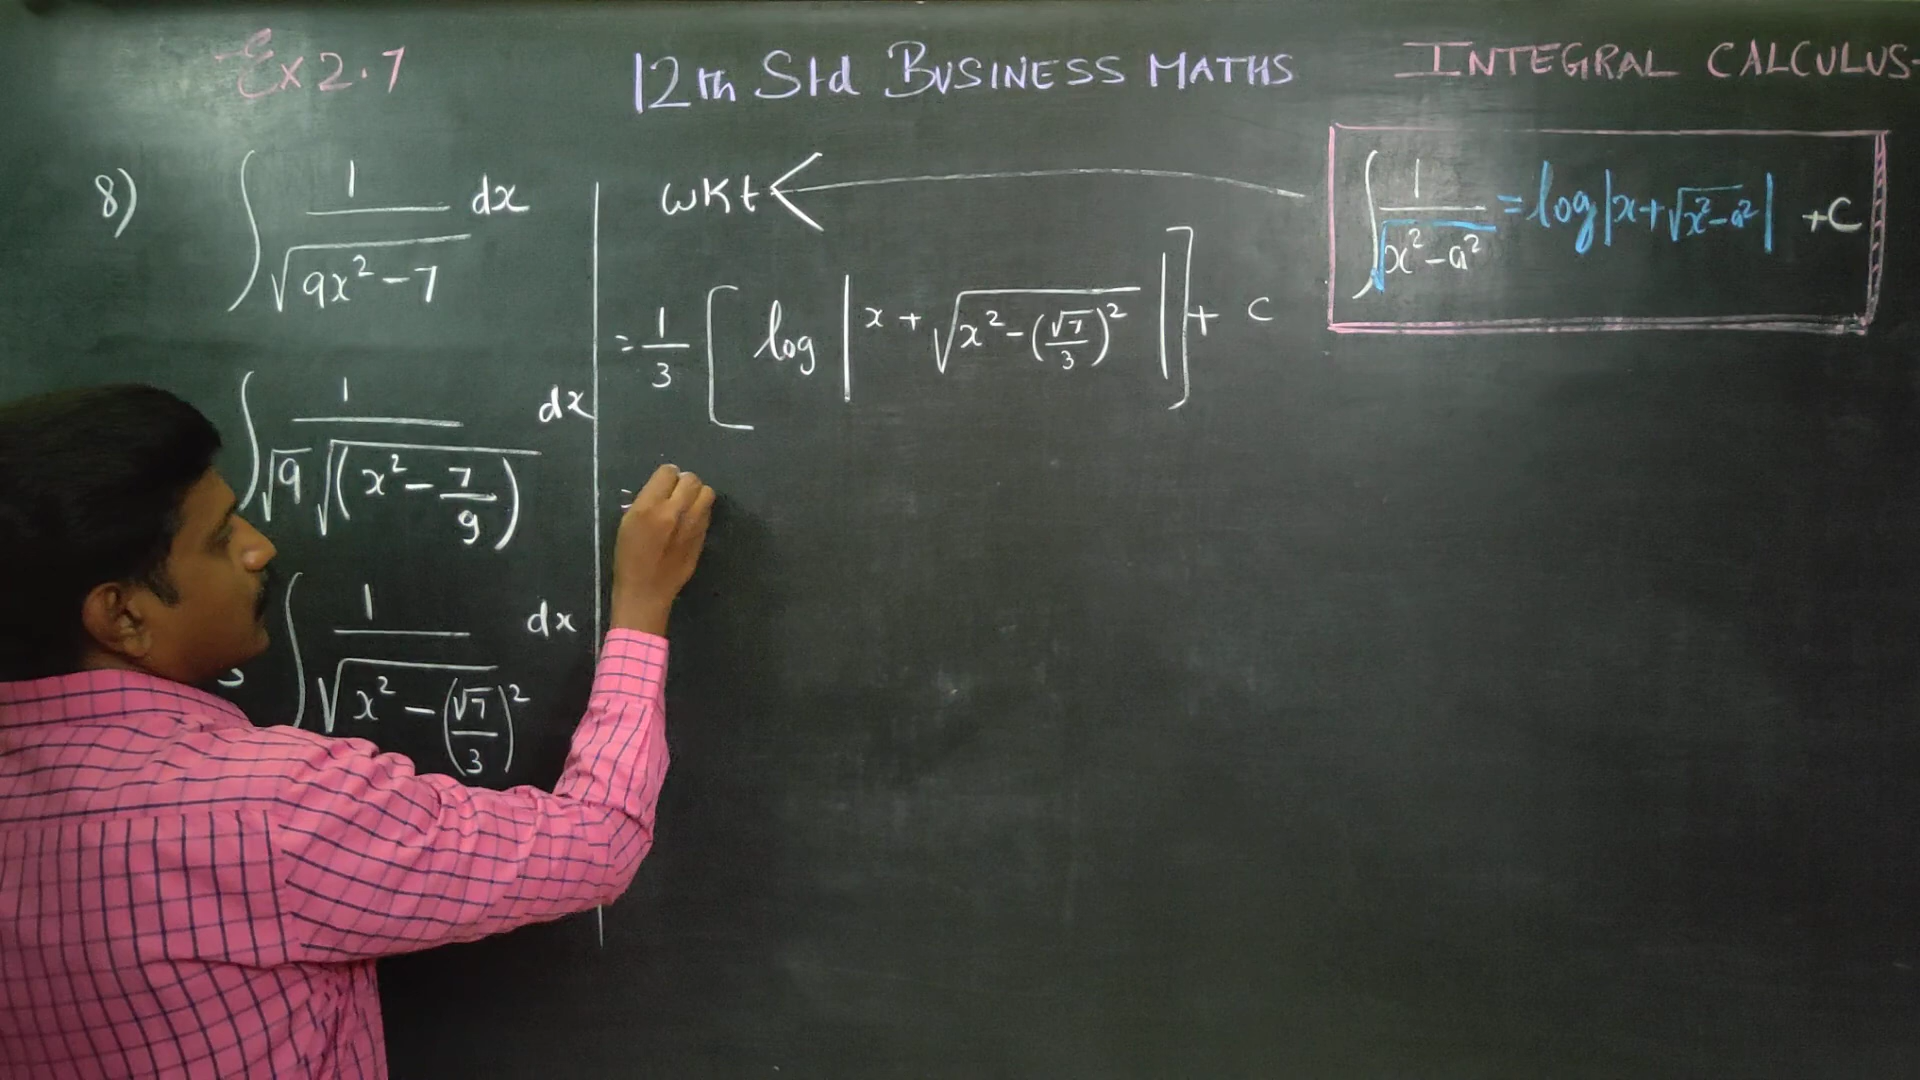 Ex 2.7
12th Std BUSINESS MATHS
INTEGRAL CALCULUS-
8) ∫ 1/√(9x² - 7) dx
∫ 1/(√9 √(x² - 7/9)) dx
∫ 1/√(x² - (√7/3)²) dx
WKT <
= 1/3 [ log | x + √(x² - (√7/3)²) | ] + c
=
∫ 1/√(x² - a²) = log|x + √(x² - a²)| + C